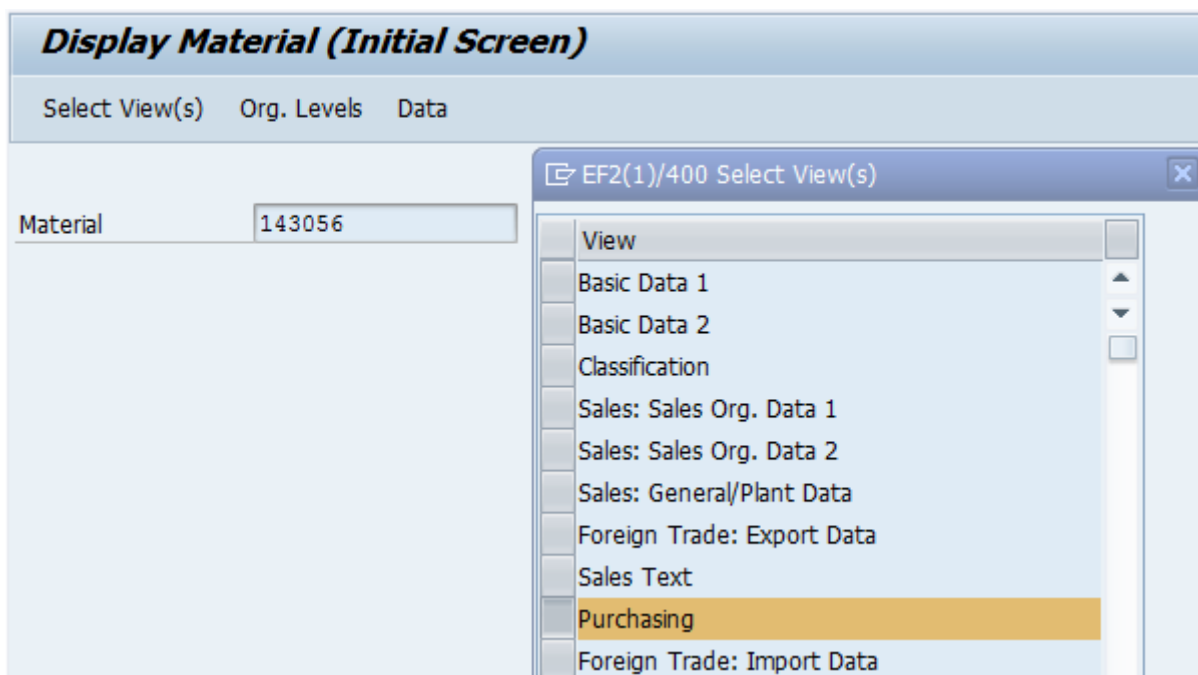 Display Material (Initial Screen)
Select View(s) Org. Levels Data
EF2(1)/400 Select View(s)
Material 143056
View
Basic Data 1
Basic Data 2
Classification
Sales: Sales Org. Data 1
Sales: Sales Org. Data 2
Sales: General/Plant Data
Foreign Trade: Export Data
Sales Text
Purchasing
Foreign Trade: Import Data